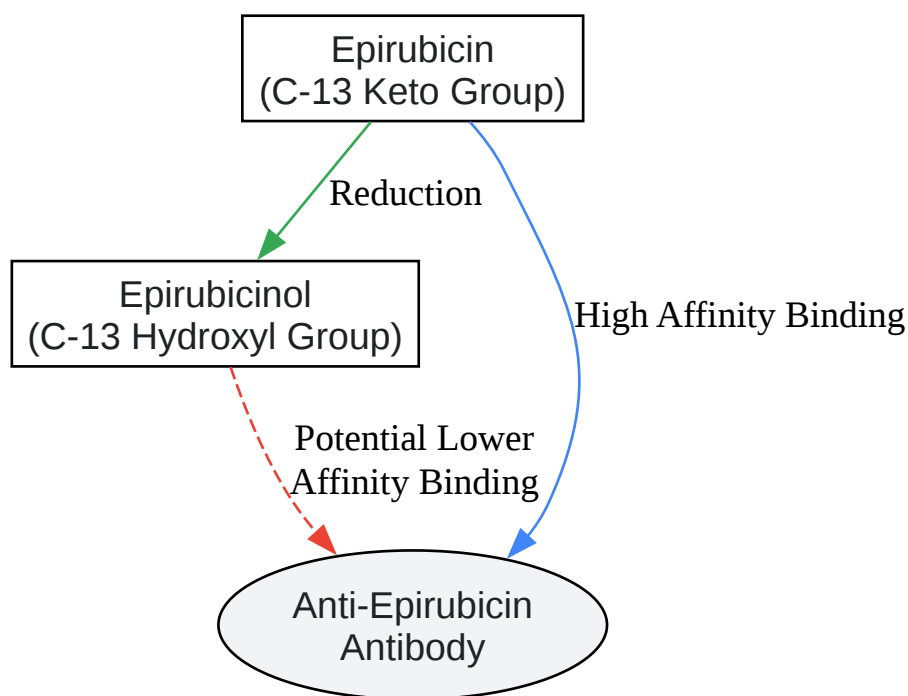 Epirubicin
(C-13 Keto Group)
Reduction
Epirubicinol
(C-13 Hydroxyl Group)
High Affinity Binding
Potential Lower
Affinity Binding
Anti-Epirubicin
Antibody